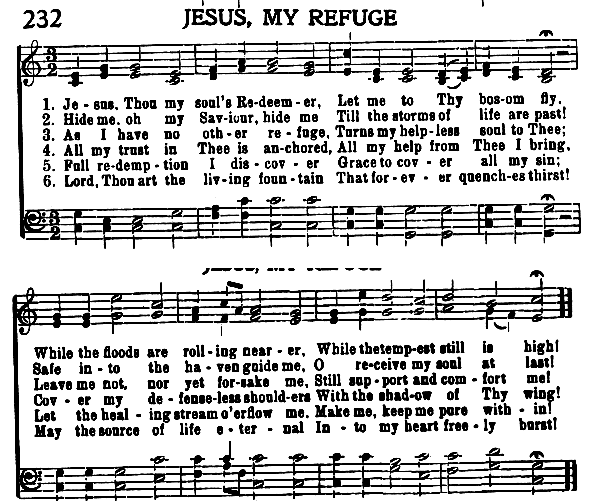 232 JESUS, MY REFUGE
1. Je - sus, Thou my soul's Re-deem - er, Let me to Thy bos-om fly,
2. Hide me, oh my Sav-iour, hide me Till the storms of life are past!
3. As I have no oth-er re-fuge, Turns my help-less soul to Thee;
4. All my trust in Thee is an-chored, All my help from Thee I bring,
5. Full re-demp-tion I dis-cov-er Grace to cov-er all my sin;
6. Lord, Thou art the liv-ing foun-tain That for-ev-er quench-es thirst!
JESUS, MY REFUGE
While the floods are roll-ing near-er, While thetemp-est still is high!
Safe in-to the ha-ven guide me, O re-ceive my soul at last!
Leave me not, nor yet for-sake me, Still sup-port and com-fort me!
Cov-er my de-fense-less should-ers With the shad-ow of Thy wing!
Let the heal-ing stream o'erflow me. Make me, keep me pure with-in!
May the source of life e-ter-nal In-to my heart free-ly burst!